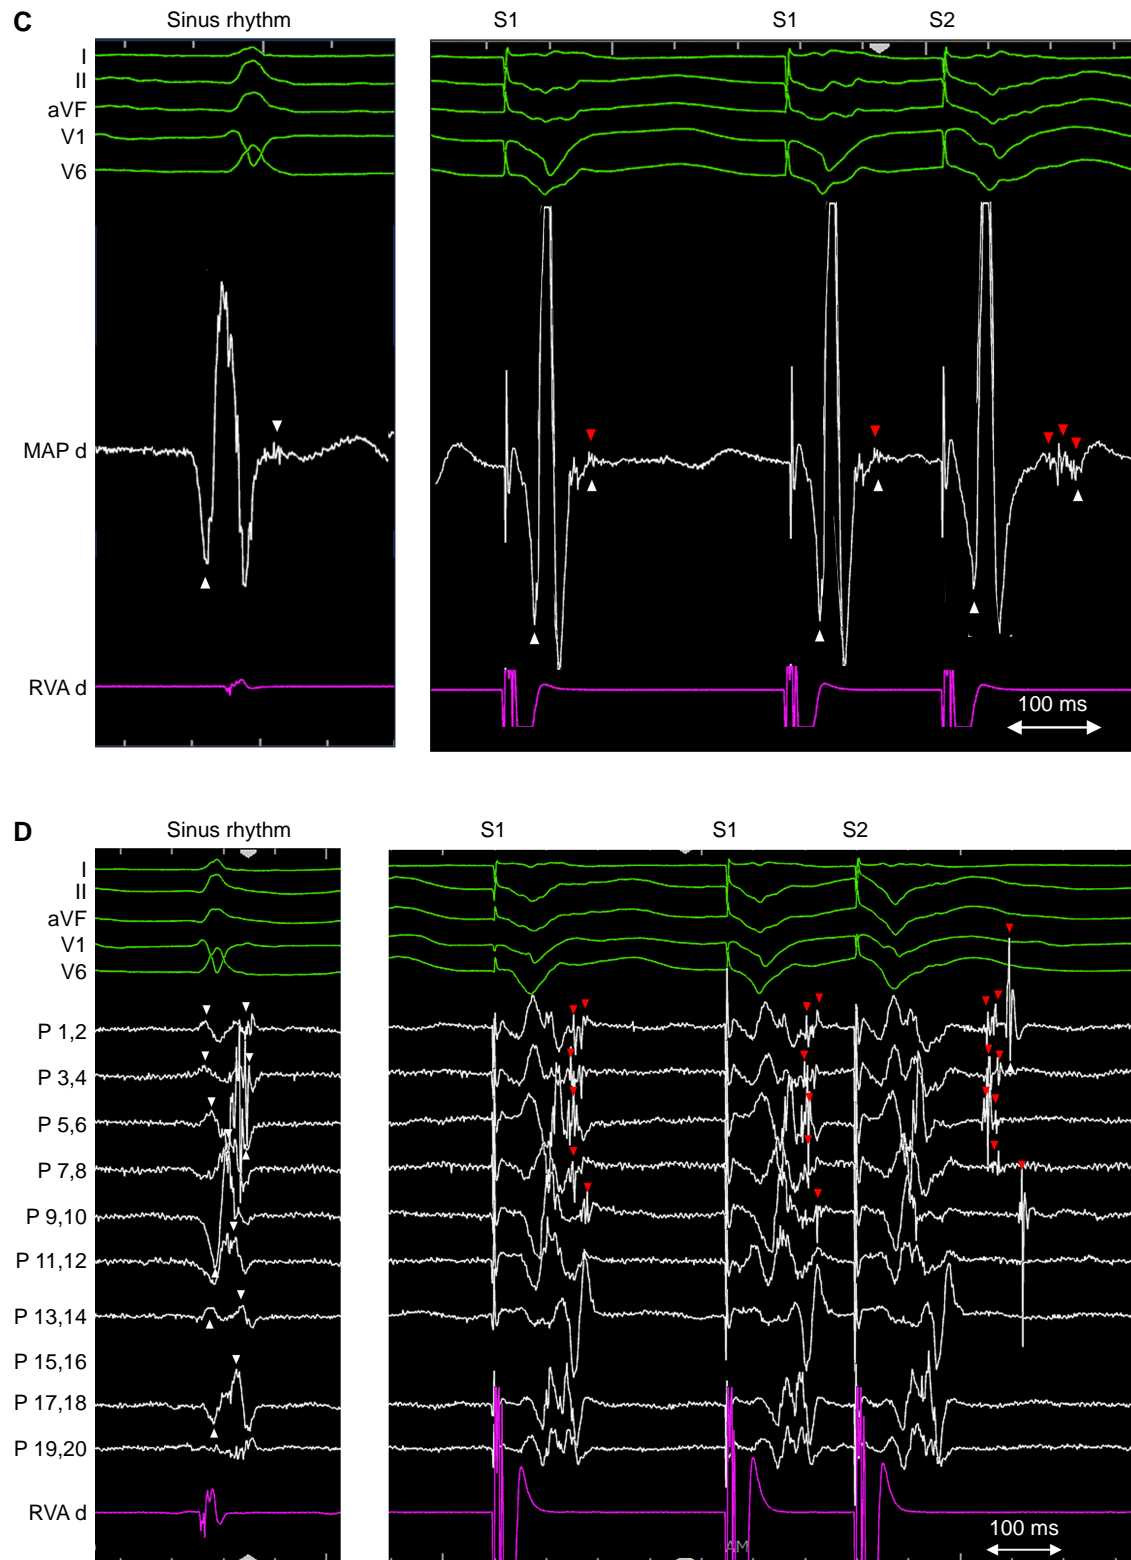 C
Sinus rhythm
S1
S1
S2
I
II
aVF
V1
V6
MAP d
RVA d
100 ms
D
Sinus rhythm
S1
S1
S2
I
II
aVF
V1
V6
P 1,2
P 3,4
P 5,6
P 7,8
P 9,10
P 11,12
P 13,14
P 15,16
P 17,18
P 19,20
RVA d
100 ms
AM